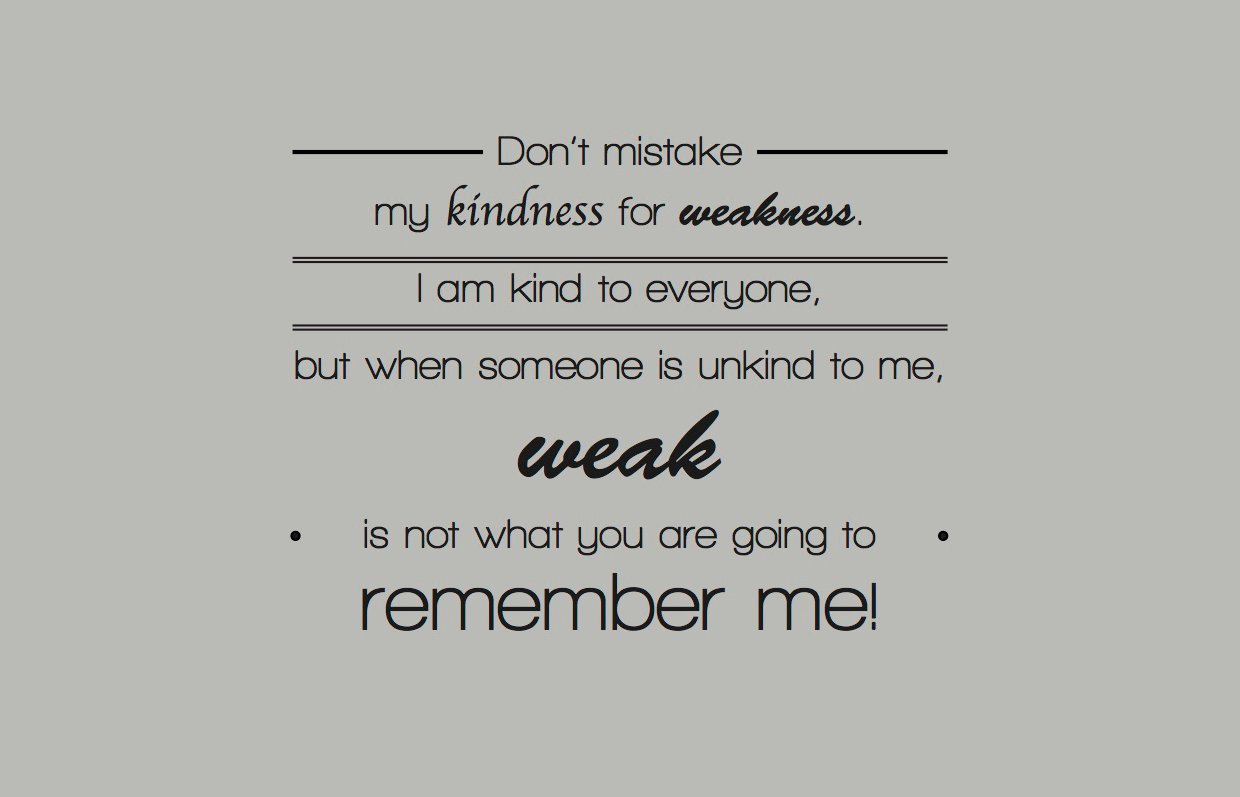 Don't mistake
my kindness for weakness.
I am kind to everyone,
but when someone is unkind to me,
weak
is not what you are going to
remember me!